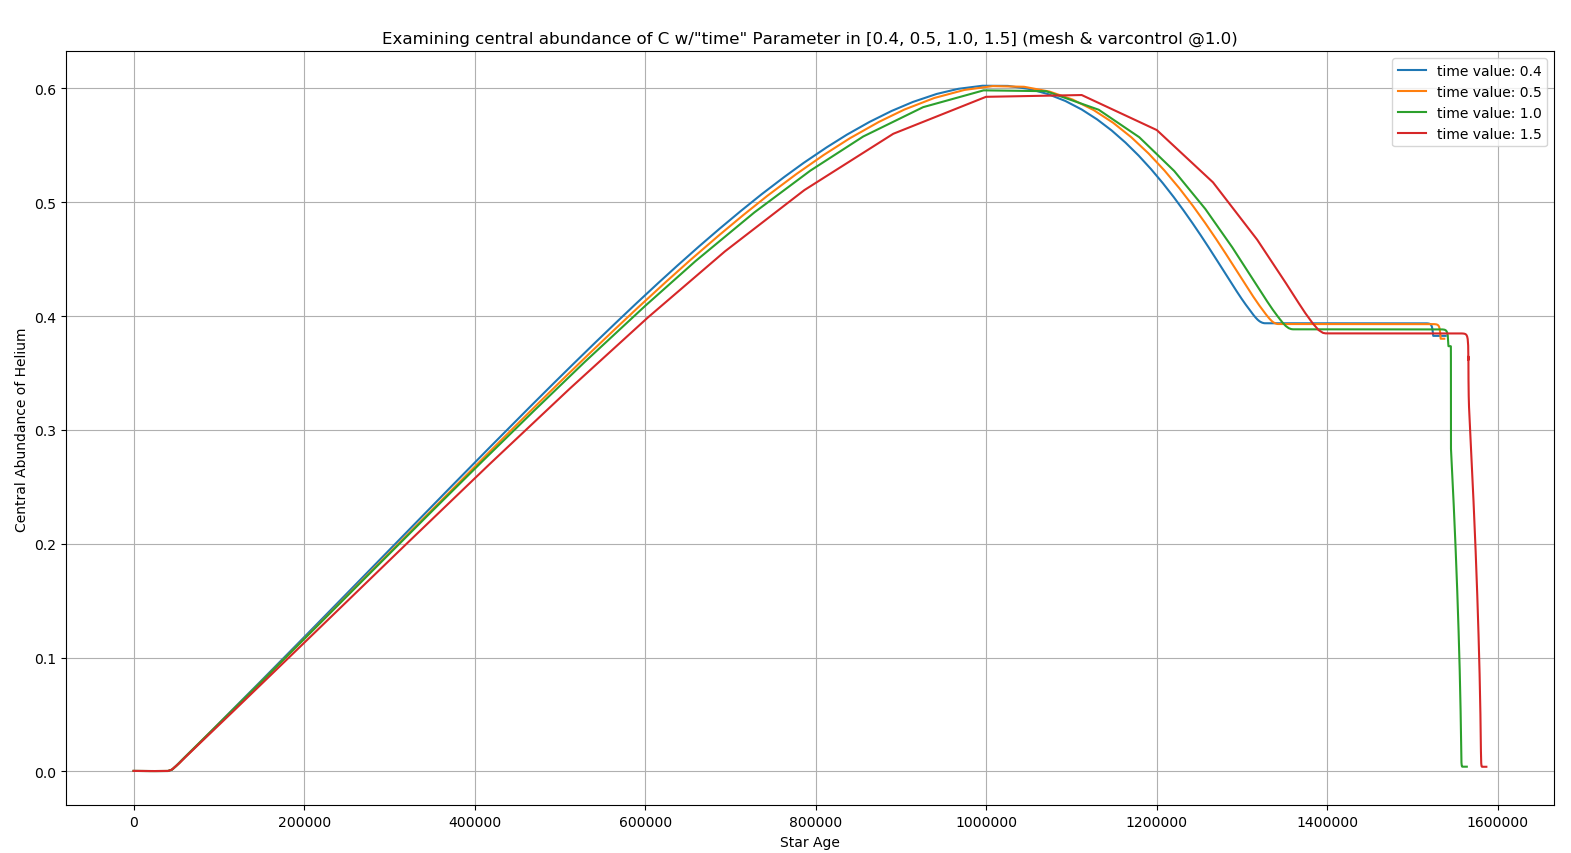 Examining central abundance of C w/"time" Parameter in [0.4, 0.5, 1.0, 1.5] (mesh & varcontrol @1.0)
time value: 0.4
time value: 0.5
time value: 1.0
time value: 1.5
Central Abundance of Helium
0.6
0.5
0.4
0.3
0.2
0.1
0.0
0
200000
400000
600000
800000
1000000
1200000
1400000
1600000
Star Age